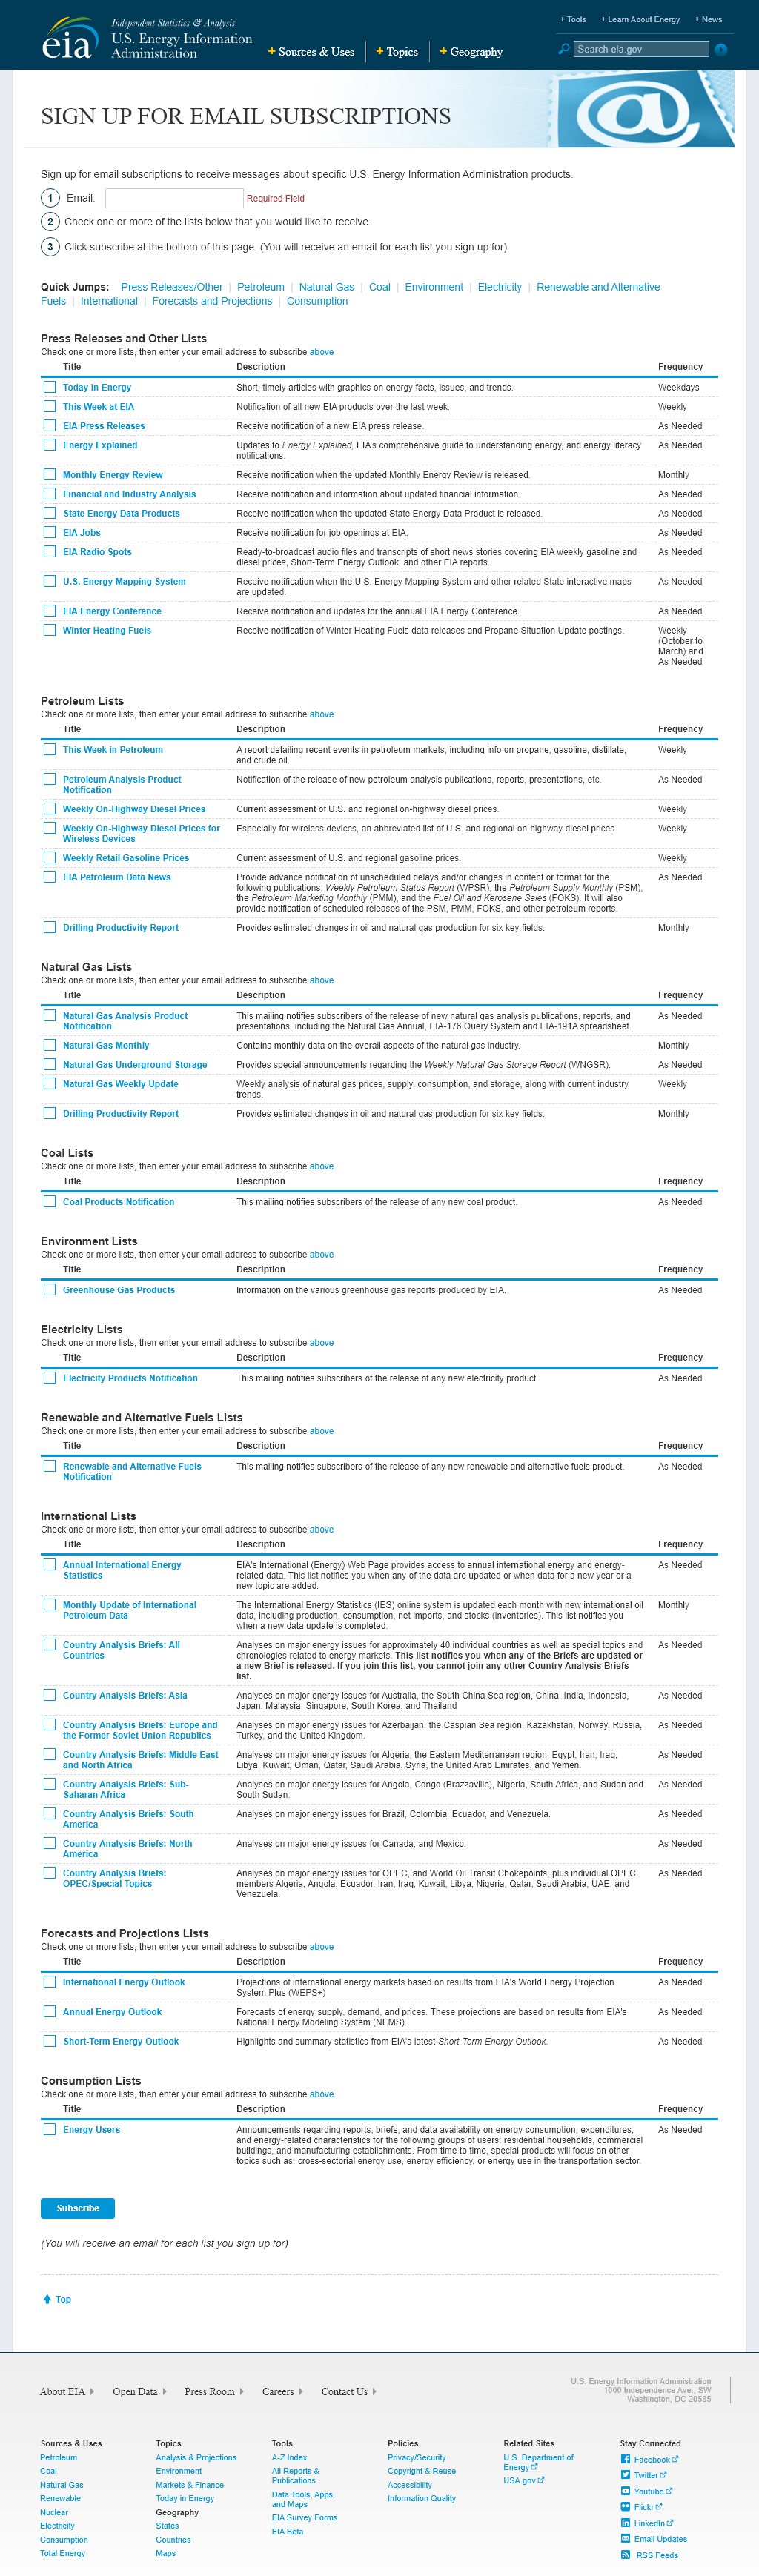 + Tools + Learn About Energy + News
Independent Statistics & Analysis
eia U.S. Energy Information
Administration
+ Sources & Uses + Topics + Geography
Search eia.gov
SIGN UP FOR EMAIL SUBSCRIPTIONS
Sign up for email subscriptions to receive messages about specific U.S. Energy Information Administration products.
1 Email: Required Field
2 Check one or more of the lists below that you would like to receive.
3 Click subscribe at the bottom of this page. (You will receive an email for each list you sign up for)
Quick Jumps: Press Releases/Other | Petroleum | Natural Gas | Coal | Environment | Electricity | Renewable and Alternative
Fuels | International | Forecasts and Projections | Consumption
Press Releases and Other Lists
Check one or more lists, then enter your email address to subscribe above
Title Description Frequency
Today in Energy Short, timely articles with graphics on energy facts, issues, and trends. Weekdays
This Week at EIA Notification of all new EIA products over the last week. Weekly
EIA Press Releases Receive notification of a new EIA press release. As Needed
Energy Explained Updates to Energy Explained, EIA's comprehensive guide to understanding energy, and energy literacy As Needed
notifications.
Monthly Energy Review Receive notification when the updated Monthly Energy Review is released. Monthly
Financial and Industry Analysis Receive notification and information about updated financial information. As Needed
State Energy Data Products Receive notification when the updated State Energy Data Product is released. As Needed
EIA Jobs Receive notification for job openings at EIA. As Needed
EIA Radio Spots Ready-to-broadcast audio files and transcripts of short news stories covering EIA weekly gasoline and As Needed
diesel prices, Short-Term Energy Outlook, and other EIA reports.
U.S. Energy Mapping System Receive notification when the U.S. Energy Mapping System and other related State interactive maps As Needed
are updated.
EIA Energy Conference Receive notification and updates for the annual EIA Energy Conference. As Needed
Winter Heating Fuels Receive notification of Winter Heating Fuels data releases and Propane Situation Update postings. Weekly
(October to
March) and
As Needed
Petroleum Lists
Check one or more lists, then enter your email address to subscribe above
Title Description Frequency
This Week in Petroleum A report detailing recent events in petroleum markets, including info on propane, gasoline, distillate, Weekly
and crude oil.
Petroleum Analysis Product Notification of the release of new petroleum analysis publications, reports, presentations, etc. As Needed
Notification
Weekly On-Highway Diesel Prices Current assessment of U.S. and regional on-highway diesel prices. Weekly
Weekly On-Highway Diesel Prices for Especially for wireless devices, an abbreviated list of U.S. and regional on-highway diesel prices. Weekly
Wireless Devices
Weekly Retail Gasoline Prices Current assessment of U.S. and regional gasoline prices. Weekly
EIA Petroleum Data News Provide advance notification of unscheduled delays and/or changes in content or format for the As Needed
following publications: Weekly Petroleum Status Report (WPSR), the Petroleum Supply Monthly (PSM),
the Petroleum Marketing Monthly (PMM), and the Fuel Oil and Kerosene Sales (FOKS). It will also
provide notification of scheduled releases of the PSM, PMM, FOKS, and other petroleum reports.
Drilling Productivity Report Provides estimated changes in oil and natural gas production for six key fields. Monthly
Natural Gas Lists
Check one or more lists, then enter your email address to subscribe above
Title Description Frequency
Natural Gas Analysis Product This mailing notifies subscribers of the release of new natural gas analysis publications, reports, and As Needed
Notification presentations, including the Natural Gas Annual, EIA-176 Query System and EIA-191A spreadsheet.
Natural Gas Monthly Contains monthly data on the overall aspects of the natural gas industry. Monthly
Natural Gas Underground Storage Provides special announcements regarding the Weekly Natural Gas Storage Report (WNGSR). As Needed
Natural Gas Weekly Update Weekly analysis of natural gas prices, supply, consumption, and storage, along with current industry Weekly
trends.
Drilling Productivity Report Provides estimated changes in oil and natural gas production for six key fields. Monthly
Coal Lists
Check one or more lists, then enter your email address to subscribe above
Title Description Frequency
Coal Products Notification This mailing notifies subscribers of the release of any new coal product. As Needed
Environment Lists
Check one or more lists, then enter your email address to subscribe above
Title Description Frequency
Greenhouse Gas Products Information on the various greenhouse gas reports produced by EIA. As Needed
Electricity Lists
Check one or more lists, then enter your email address to subscribe above
Title Description Frequency
Electricity Products Notification This mailing notifies subscribers of the release of any new electricity product. As Needed
Renewable and Alternative Fuels Lists
Check one or more lists, then enter your email address to subscribe above
Title Description Frequency
Renewable and Alternative Fuels This mailing notifies subscribers of the release of any new renewable and alternative fuels product. As Needed
Notification
International Lists
Check one or more lists, then enter your email address to subscribe above
Title Description Frequency
Annual International Energy EIA's International (Energy) Web Page provides access to annual international energy and energy- As Needed
Statistics related data. This list notifies you when any of the data are updated or when data for a new year or a
new topic are added.
Monthly Update of International The International Energy Statistics (IES) online system is updated each month with new international oil Monthly
Petroleum Data data, including production, consumption, net imports, and stocks (inventories). This list notifies you
when a new data update is completed.
Country Analysis Briefs: All Analyses on major energy issues for approximately 40 individual countries as well as special topics and As Needed
Countries chronologies related to energy markets. This list notifies you when any of the Briefs are updated or
a new Brief is released. If you join this list, you cannot join any other Country Analysis Briefs
list.
Country Analysis Briefs: Asia Analyses on major energy issues for Australia, the South China Sea region, China, India, Indonesia, As Needed
Japan, Malaysia, Singapore, South Korea, and Thailand
Country Analysis Briefs: Europe and Analyses on major energy issues for Azerbaijan, the Caspian Sea region, Kazakhstan, Norway, Russia, As Needed
the Former Soviet Union Republics Turkey, and the United Kingdom.
Country Analysis Briefs: Middle East Analyses on major energy issues for Algeria, the Eastern Mediterranean region, Egypt, Iran, Iraq, As Needed
and North Africa Libya, Kuwait, Oman, Qatar, Saudi Arabia, Syria, the United Arab Emirates, and Yemen.
Country Analysis Briefs: Sub- Analyses on major energy issues for Angola, Congo (Brazzaville), Nigeria, South Africa, and Sudan and As Needed
Saharan Africa South Sudan.
Country Analysis Briefs: South Analyses on major energy issues for Brazil, Colombia, Ecuador, and Venezuela. As Needed
America
Country Analysis Briefs: North Analyses on major energy issues for Canada, and Mexico. As Needed
America
Country Analysis Briefs: Analyses on major energy issues for OPEC, and World Oil Transit Chokepoints, plus individual OPEC As Needed
OPEC/Special Topics members Algeria, Angola, Ecuador, Iran, Iraq, Kuwait, Libya, Nigeria, Qatar, Saudi Arabia, UAE, and
Venezuela.
Forecasts and Projections Lists
Check one or more lists, then enter your email address to subscribe above
Title Description Frequency
International Energy Outlook Projections of international energy markets based on results from EIA's World Energy Projection As Needed
System Plus (WEPS+)
Annual Energy Outlook Forecasts of energy supply, demand, and prices. These projections are based on results from EIA's As Needed
National Energy Modeling System (NEMS).
Short-Term Energy Outlook Highlights and summary statistics from EIA's latest Short-Term Energy Outlook. As Needed
Consumption Lists
Check one or more lists, then enter your email address to subscribe above
Title Description Frequency
Energy Users Announcements regarding reports, briefs, and data availability on energy consumption, expenditures, As Needed
and energy-related characteristics for the following groups of users: residential households, commercial
buildings, and manufacturing establishments. From time to time, special products will focus on other
topics such as: cross-sectorial energy use, energy efficiency, or energy use in the transportation sector.
Subscribe
(You will receive an email for each list you sign up for)
Top
About EIA Open Data Press Room Careers Contact Us
U.S. Energy Information Administration
1000 Independence Ave., SW
Washington, DC 20585
Sources & Uses
Petroleum
Coal
Natural Gas
Renewable
Nuclear
Electricity
Consumption
Total Energy
Topics
Analysis & Projections
Environment
Markets & Finance
Today in Energy
Geography
States
Countries
Maps
Tools
A-Z Index
All Reports &
Publications
Data Tools, Apps,
and Maps
EIA Survey Forms
EIA Beta
Policies
Privacy/Security
Copyright & Reuse
Accessibility
Information Quality
Related Sites
U.S. Department of
Energy
USA.gov
Stay Connected
Facebook
Twitter
Youtube
Flickr
LinkedIn
Email Updates
RSS Feeds